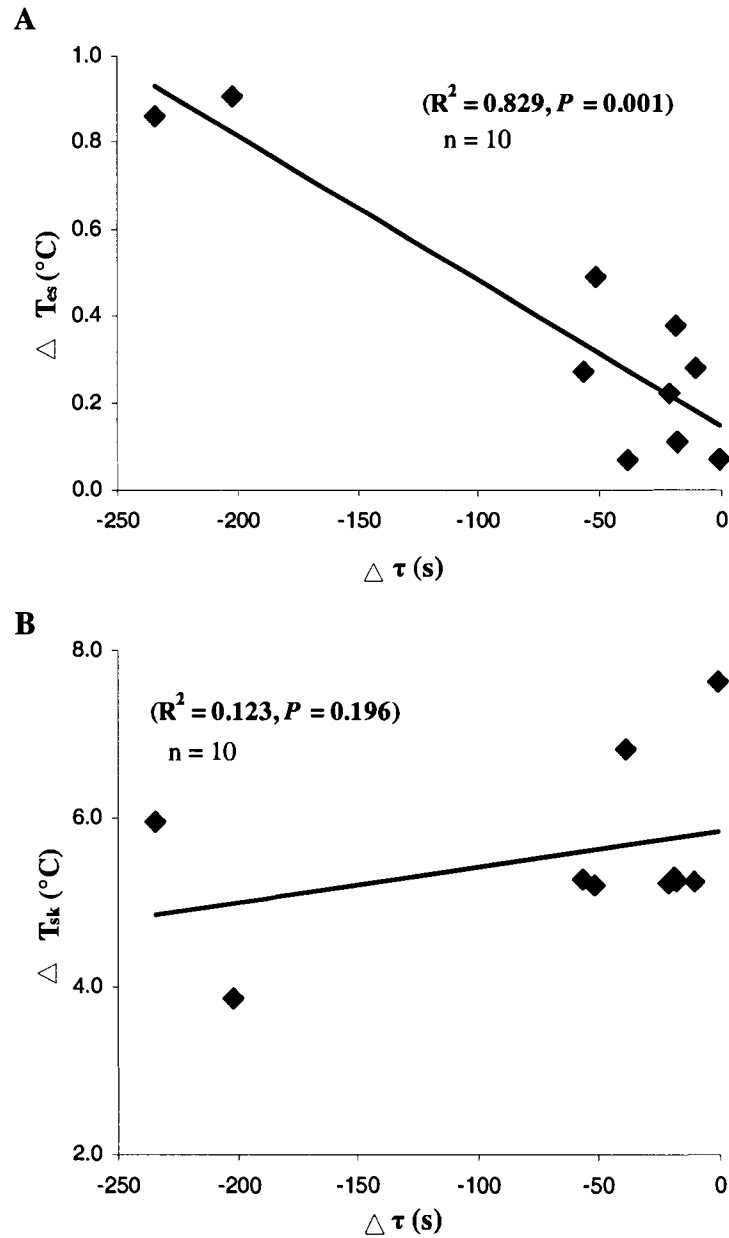 A
1.0
0.8
0.6
0.4
0.2
0.0
△ Tes (°C)
(R² = 0.829, P = 0.001)
n = 10
-250 -200 -150 -100 -50 0
△ τ (s)
B
8.0
6.0
4.0
2.0
△ Tsk (°C)
(R² = 0.123, P = 0.196)
n = 10
-250 -200 -150 -100 -50 0
△ τ (s)